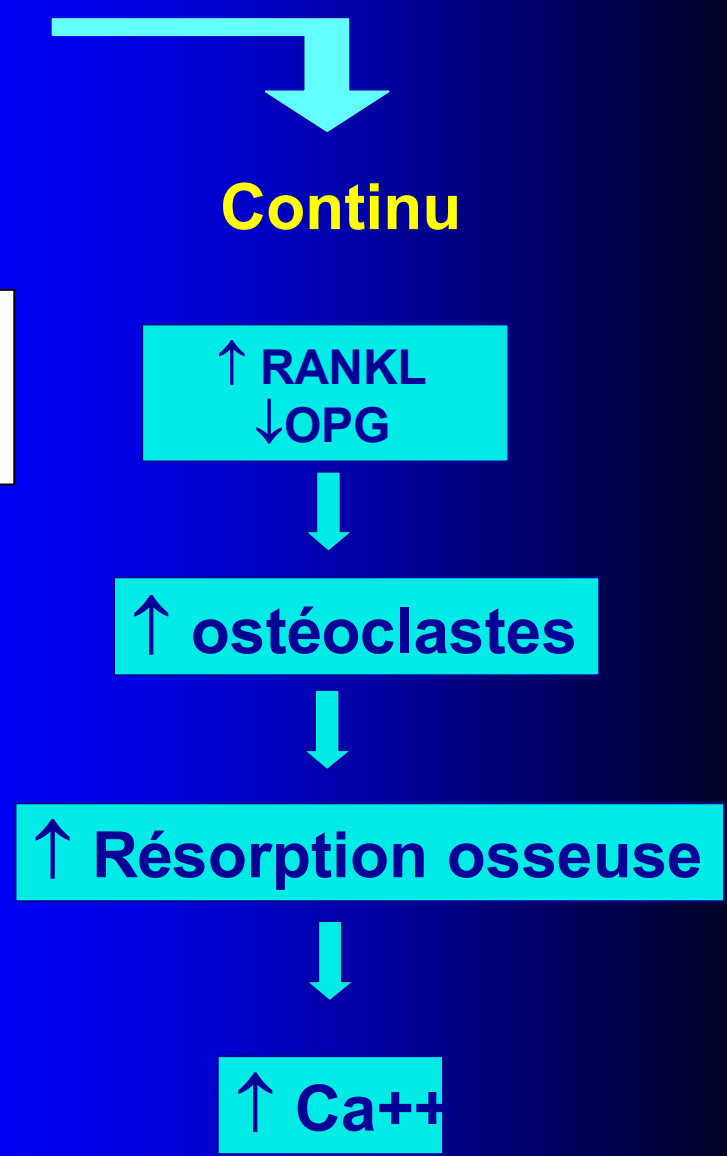 Continu
↑ RANKL
↓OPG
↑ ostéoclastes
↑ Résorption osseuse
↑ Ca++